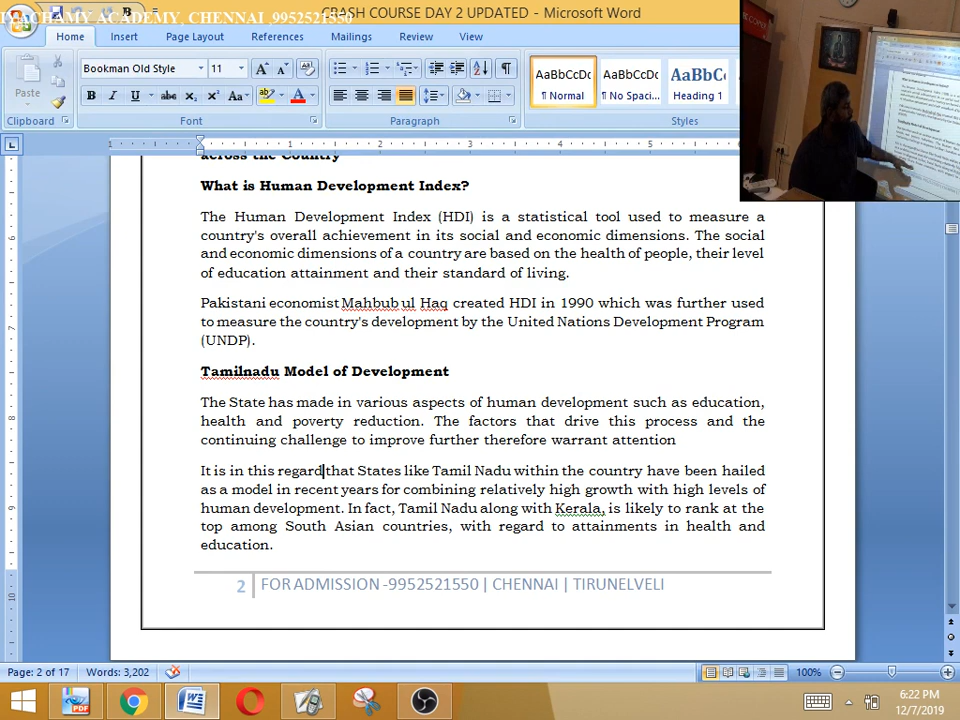 IYACHAMY ACADEMY, CHENNAI ,9952521550
CRASH COURSE DAY 2 UPDATED - Microsoft Word
Home Insert Page Layout References Mailings Review View
Paste
Bookman Old Style 11
AaBbCcDc AaBbCcDc AaBbC
¶ Normal ¶ No Spaci... Heading 1
Clipboard Font Paragraph Styles
across the Country
What is Human Development Index?
The Human Development Index (HDI) is a statistical tool used to measure a
country's overall achievement in its social and economic dimensions. The social
and economic dimensions of a country are based on the health of people, their level
of education attainment and their standard of living.
Pakistani economist Mahbub ul Haq created HDI in 1990 which was further used
to measure the country's development by the United Nations Development Program
(UNDP).
Tamilnadu Model of Development
The State has made in various aspects of human development such as education,
health and poverty reduction. The factors that drive this process and the
continuing challenge to improve further therefore warrant attention
It is in this regard that States like Tamil Nadu within the country have been hailed
as a model in recent years for combining relatively high growth with high levels of
human development. In fact, Tamil Nadu along with Kerala, is likely to rank at the
top among South Asian countries, with regard to attainments in health and
education.
2 FOR ADMISSION -9952521550 | CHENNAI | TIRUNELVELI
Page: 2 of 17 Words: 3,202 100%
6:22 PM
12/7/2019